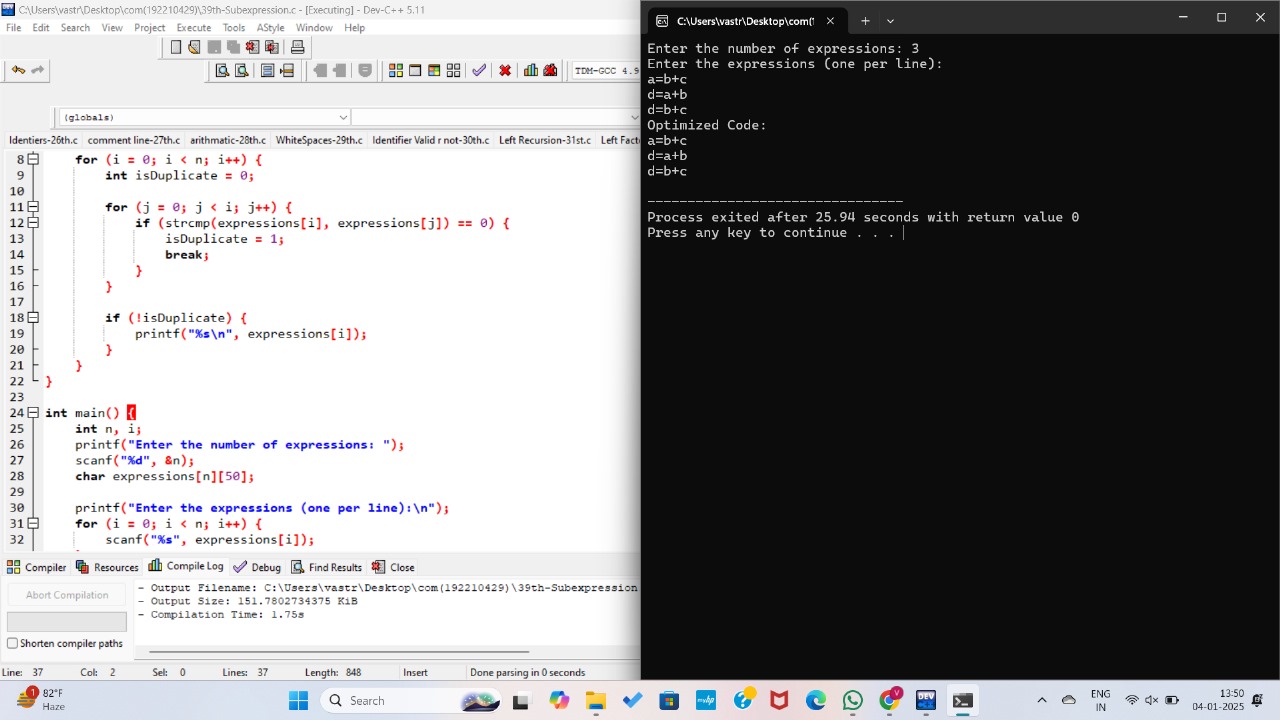 C:\Users\vastr\Desktop\com(192210429)\39th-Subexpression.c - [Executing] - Dev-C++ 5.11
File Edit Search View Project Execute Tools AStyle Window Help
TDM-GCC 4.9
(globals)
Identiers-26th.c comment line-27th.c arithmatic-28th.c WhiteSpaces-29th.c Identifier Valid r not-30th.c Left Recursion-31st.c Left Fact
8 for (i = 0; i < n; i++) {
9 int isDuplicate = 0;
10
11 for (j = 0; j < i; j++) {
12 if (strcmp(expressions[i], expressions[j]) == 0) {
13 isDuplicate = 1;
14 break;
15 }
16 }
17
18 if (!isDuplicate) {
19 printf("%s\n", expressions[i]);
20 }
21 }
22 }
23
24 int main() {
25 int n, i;
26 printf("Enter the number of expressions: ");
27 scanf("%d", &n);
28 char expressions[n][50];
29
30 printf("Enter the expressions (one per line):\n");
31 for (i = 0; i < n; i++) {
32 scanf("%s", expressions[i]);
Compiler Resources Compile Log Debug Find Results Close
Abort Compilation
Shorten compiler paths
- Output Filename: C:\Users\vastr\Desktop\com(192210429)\39th-Subexpression
- Output Size: 151.7802734375 KiB
- Compilation Time: 1.75s
Line: 37 Col: 2 Sel: 0 Lines: 37 Length: 848 Insert Done parsing in 0 seconds
C:\Users\vastr\Desktop\com(1
Enter the number of expressions: 3
Enter the expressions (one per line):
a=b+c
d=a+b
d=b+c
Optimized Code:
a=b+c
d=a+b
d=b+c
--------------------------------
Process exited after 25.94 seconds with return value 0
Press any key to continue . . .
1
82°F
Haze
Search
myhp
V
DEV
ENG
IN
13:50
04-01-2025